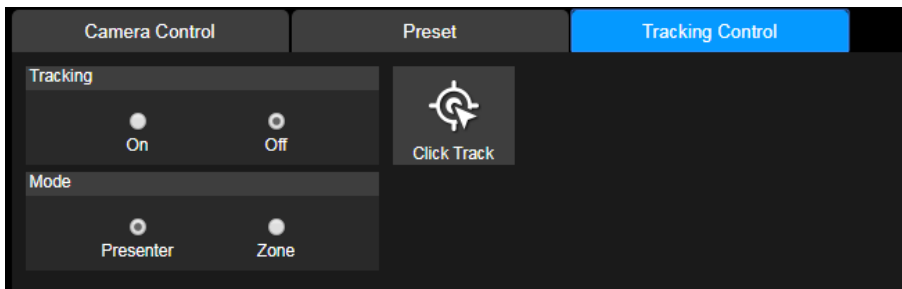 Camera Control
Preset
Tracking Control
Tracking
On
Off
Click Track
Mode
Presenter
Zone